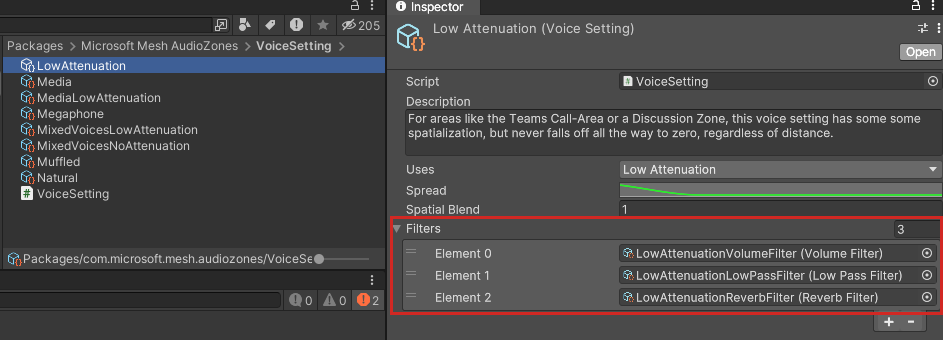 205
Packages > Microsoft Mesh AudioZones > VoiceSetting >
LowAttenuation
Media
MediaLowAttenuation
Megaphone
MixedVoicesLowAttenuation
MixedVoicesNoAttenuation
Muffled
Natural
VoiceSetting
Packages/com.microsoft.mesh.audiozones/VoiceSe
0 0 2
Inspector
Low Attenuation (Voice Setting)
Open
Script VoiceSetting
Description
For areas like the Teams Call-Area or a Discussion Zone, this voice setting has some some
spatialization, but never falls off all the way to zero, regardless of distance.
Uses Low Attenuation
Spread
Spatial Blend 1
Filters 3
Element 0 LowAttenuationVolumeFilter (Volume Filter)
Element 1 LowAttenuationLowPassFilter (Low Pass Filter)
Element 2 LowAttenuationReverbFilter (Reverb Filter)
+ -